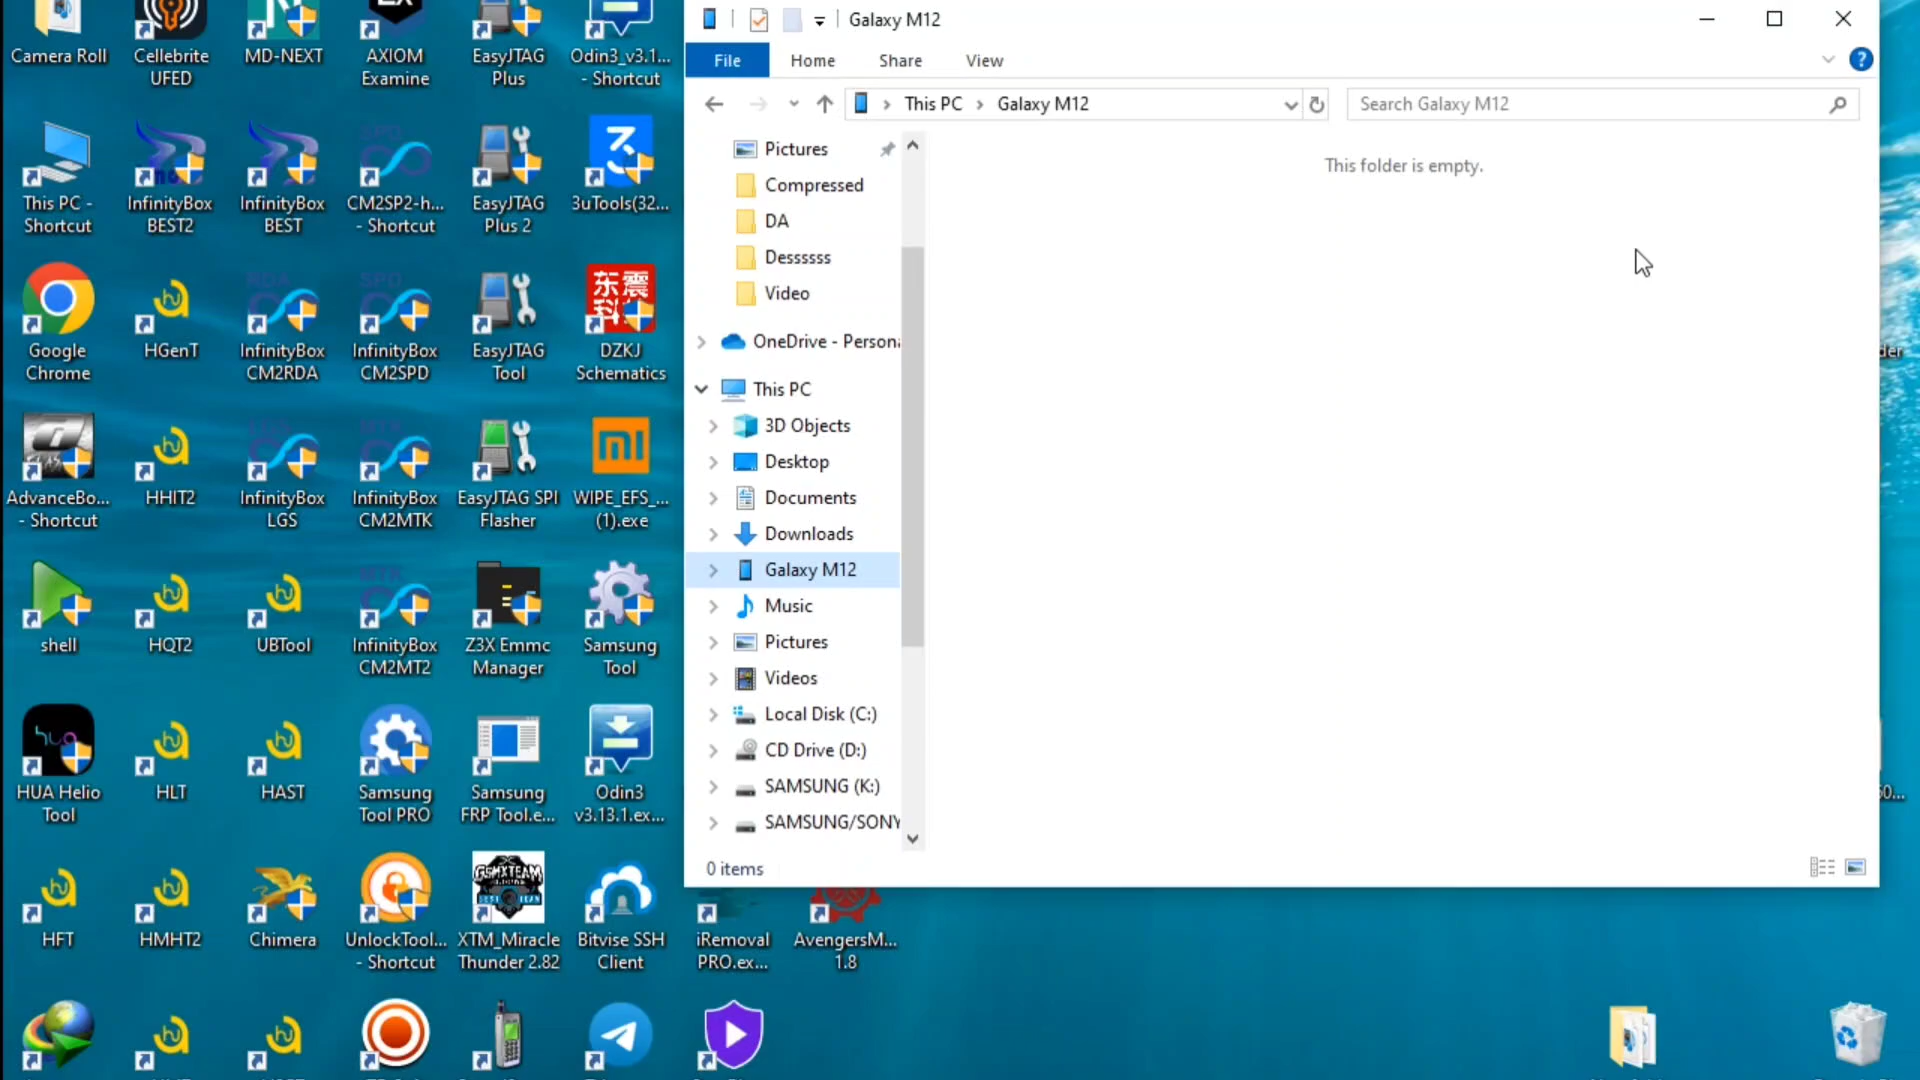 Camera Roll
Cellebrite
UFED
MD-NEXT
AXIOM
Examine
EasyJTAG
Plus
Odin3_v3.1...
- Shortcut
This PC -
Shortcut
InfinityBox
BEST2
InfinityBox
BEST
CM2SP2-h...
- Shortcut
EasyJTAG
Plus 2
3uTools(32...
Google
Chrome
HGenT
InfinityBox
CM2RDA
InfinityBox
CM2SPD
EasyJTAG
Tool
东震
DZKJ
Schematics
AdvanceBo...
- Shortcut
HHIT2
InfinityBox
LGS
InfinityBox
CM2MTK
EasyJTAG SPI
Flasher
WIPE_EFS_...
(1).exe
shell
HQT2
UBTool
InfinityBox
CM2MT2
Z3X Emmc
Manager
Samsung
Tool
HUA Helio
Tool
HLT
HAST
Samsung
Tool PRO
Samsung
FRP Tool.e...
Odin3
v3.13.1.ex...
HFT
HMHT2
Chimera
UnlockTool...
- Shortcut
XTM_Miracle
Thunder 2.82
Bitvise SSH
Client
iRemoval
PRO.ex...
AvengersM...
1.8
Galaxy M12
File
Home
Share
View
This PC
Galaxy M12
Search Galaxy M12
Pictures
Compressed
DA
Dessssss
Video
OneDrive - Persona
This PC
3D Objects
Desktop
Documents
Downloads
Galaxy M12
Music
Pictures
Videos
Local Disk (C:)
CD Drive (D:)
SAMSUNG (K:)
SAMSUNG/SONY
This folder is empty.
0 items